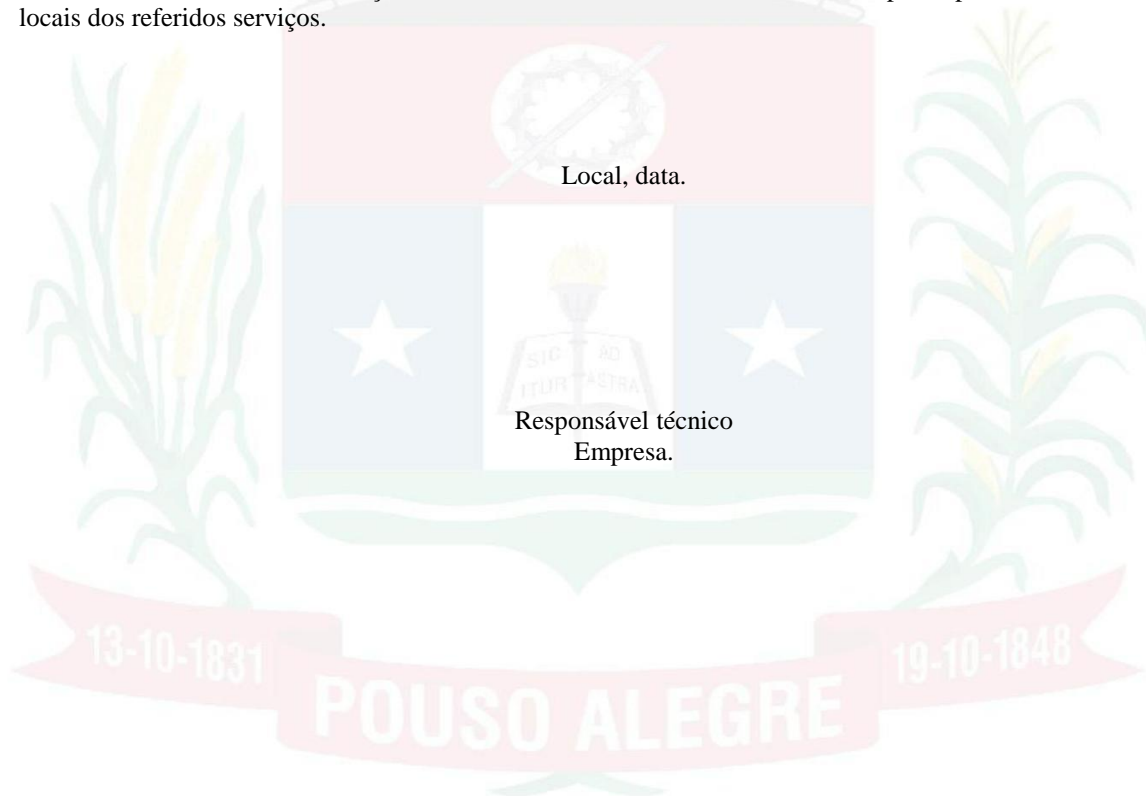 locais dos referidos serviços.
Local, data.
SIC AD
ITUR ASTRA
Responsável técnico
Empresa.
13-10-1831
19-10-1848
POUSO ALEGRE